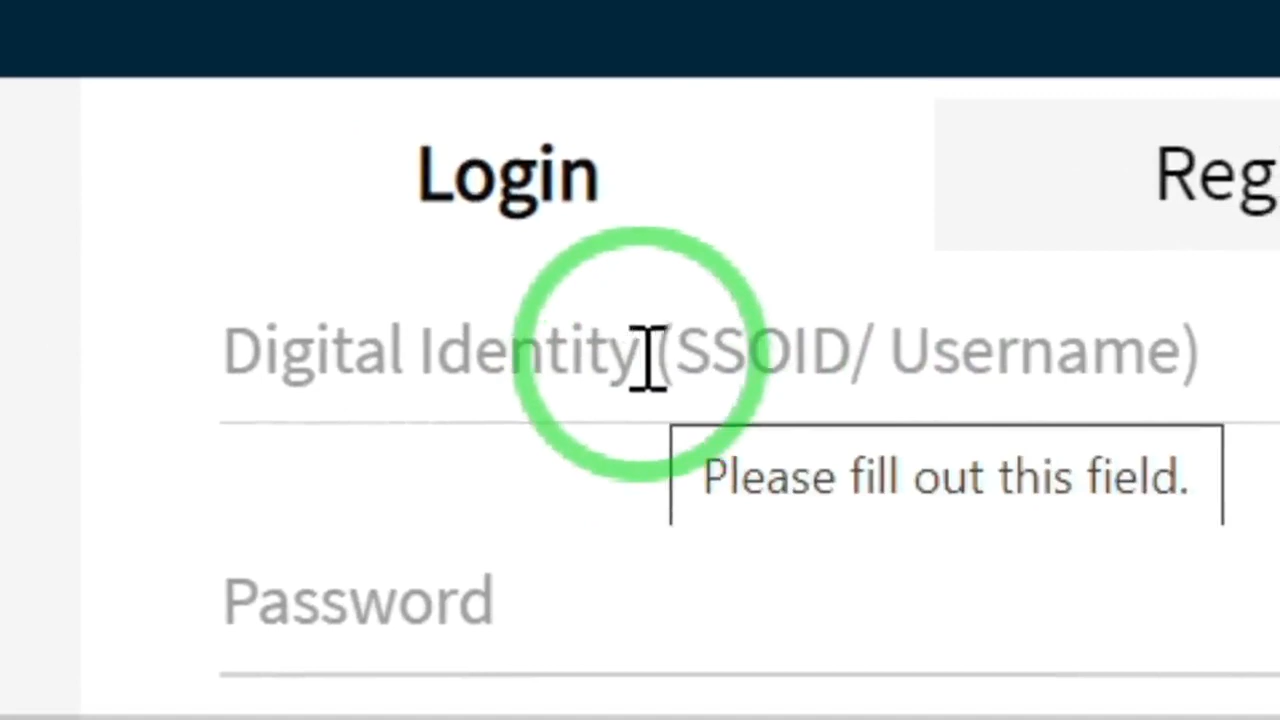 Login
Reg
Digital Identity (SSOID/ Username)
Please fill out this field.
Password